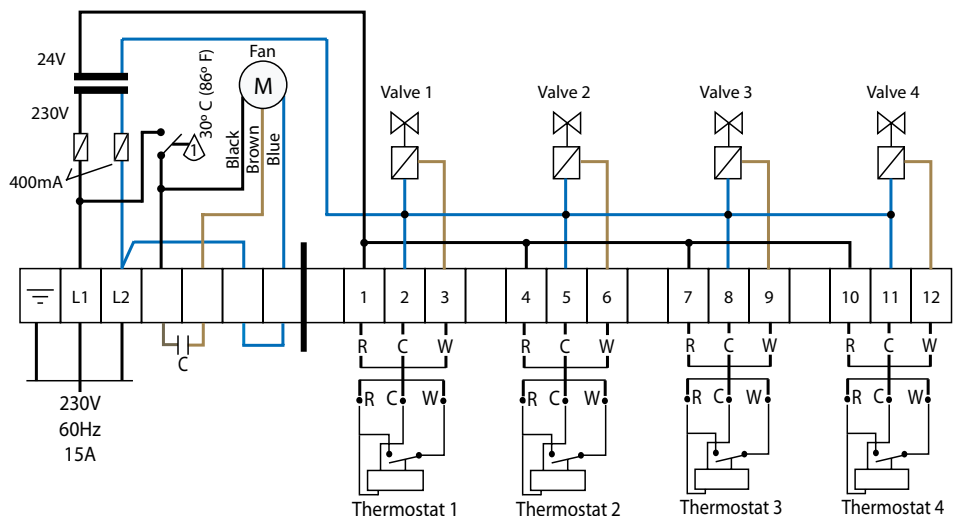 24V
230V
400mA
30º C (86º F)
1
Fan
M
Black
Brown
Blue
Valve 1
Valve 2
Valve 3
Valve 4
L1 L2 1 2 3 4 5 6 7 8 9 10 11 12
C
R C W R C W R C W R C W
R C W R C W R C W R C W
230V
60Hz
15A
Thermostat 1
Thermostat 2
Thermostat 3
Thermostat 4